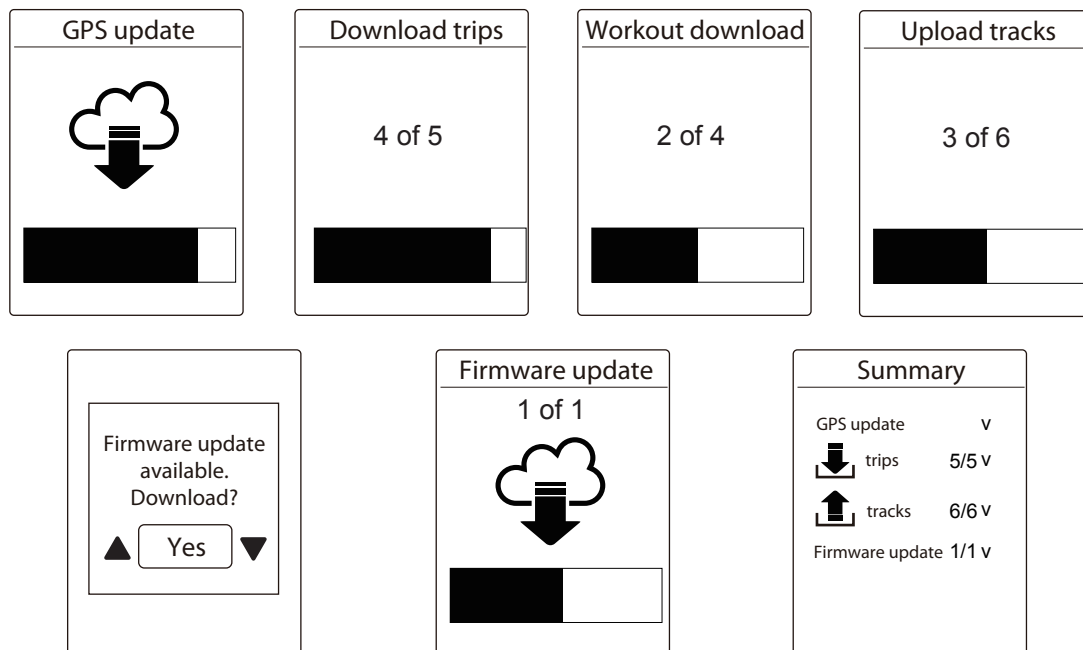 GPS update
Download trips
4 of 5
Workout download
2 of 4
Upload tracks
3 of 6
Firmware update
available.
Download?
Yes
Firmware update
1 of 1
Summary
GPS update v
trips 5/5 v
tracks 6/6 v
Firmware update 1/1 v